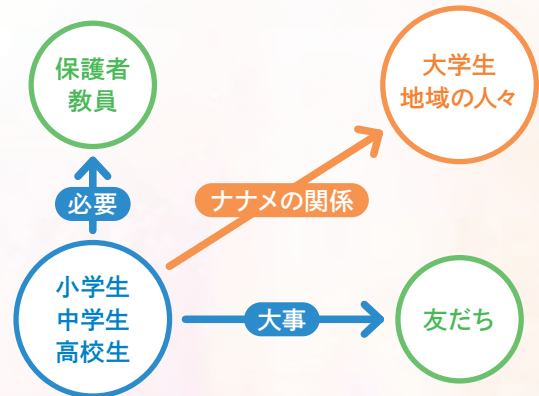 保護者
教員
大学生
地域の人々
必要
ナナメの関係
小学生
中学生
高校生
大事
友だち